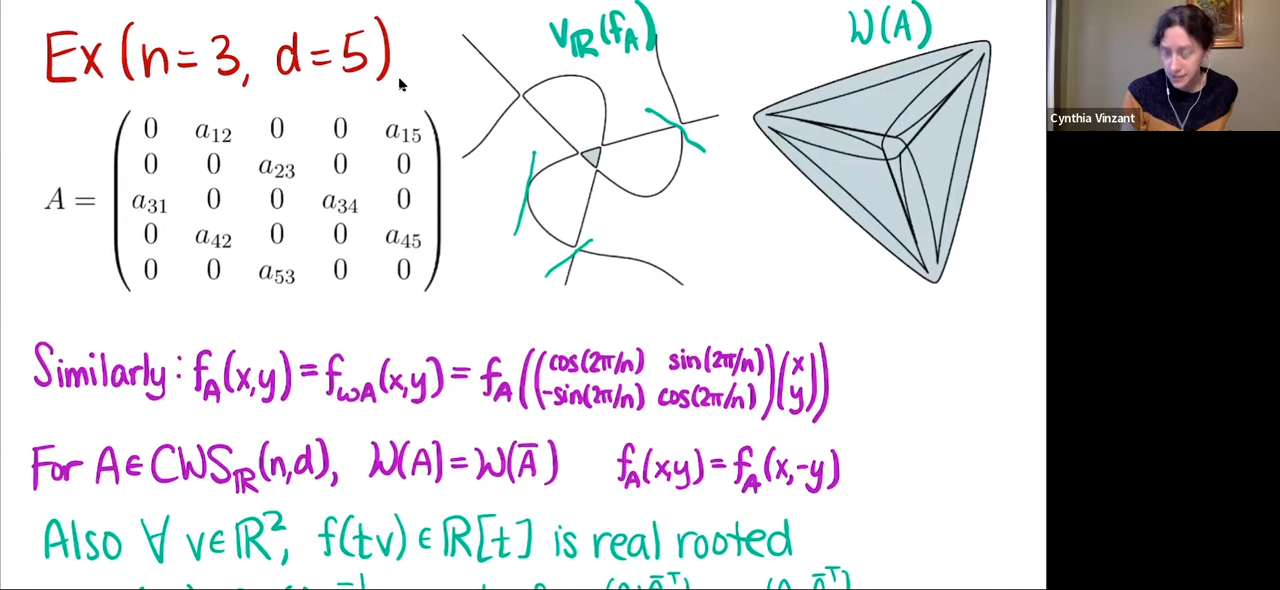 Ex (n=3, d=5)
V_ℝ(f_A)
W(A)
A = ( 0 a_12 0 0 a_15
0 0 a_23 0 0
a_31 0 0 a_34 0
0 a_42 0 0 a_45
0 0 a_53 0 0 )
Cynthia Vinzant
Similarly: f_A(x,y) = f_ωA(x,y) = f_A((cos(2π/n) sin(2π/n)
-sin(2π/n) cos(2π/n))(x
y))
For A ∈ CWS_ℝ(n,d), W(A) = W(Ā) f_A(x,y) = f_A(x,-y)
Also ∀ v∈ℝ², f(tv) ∈ ℝ[t] is real rooted